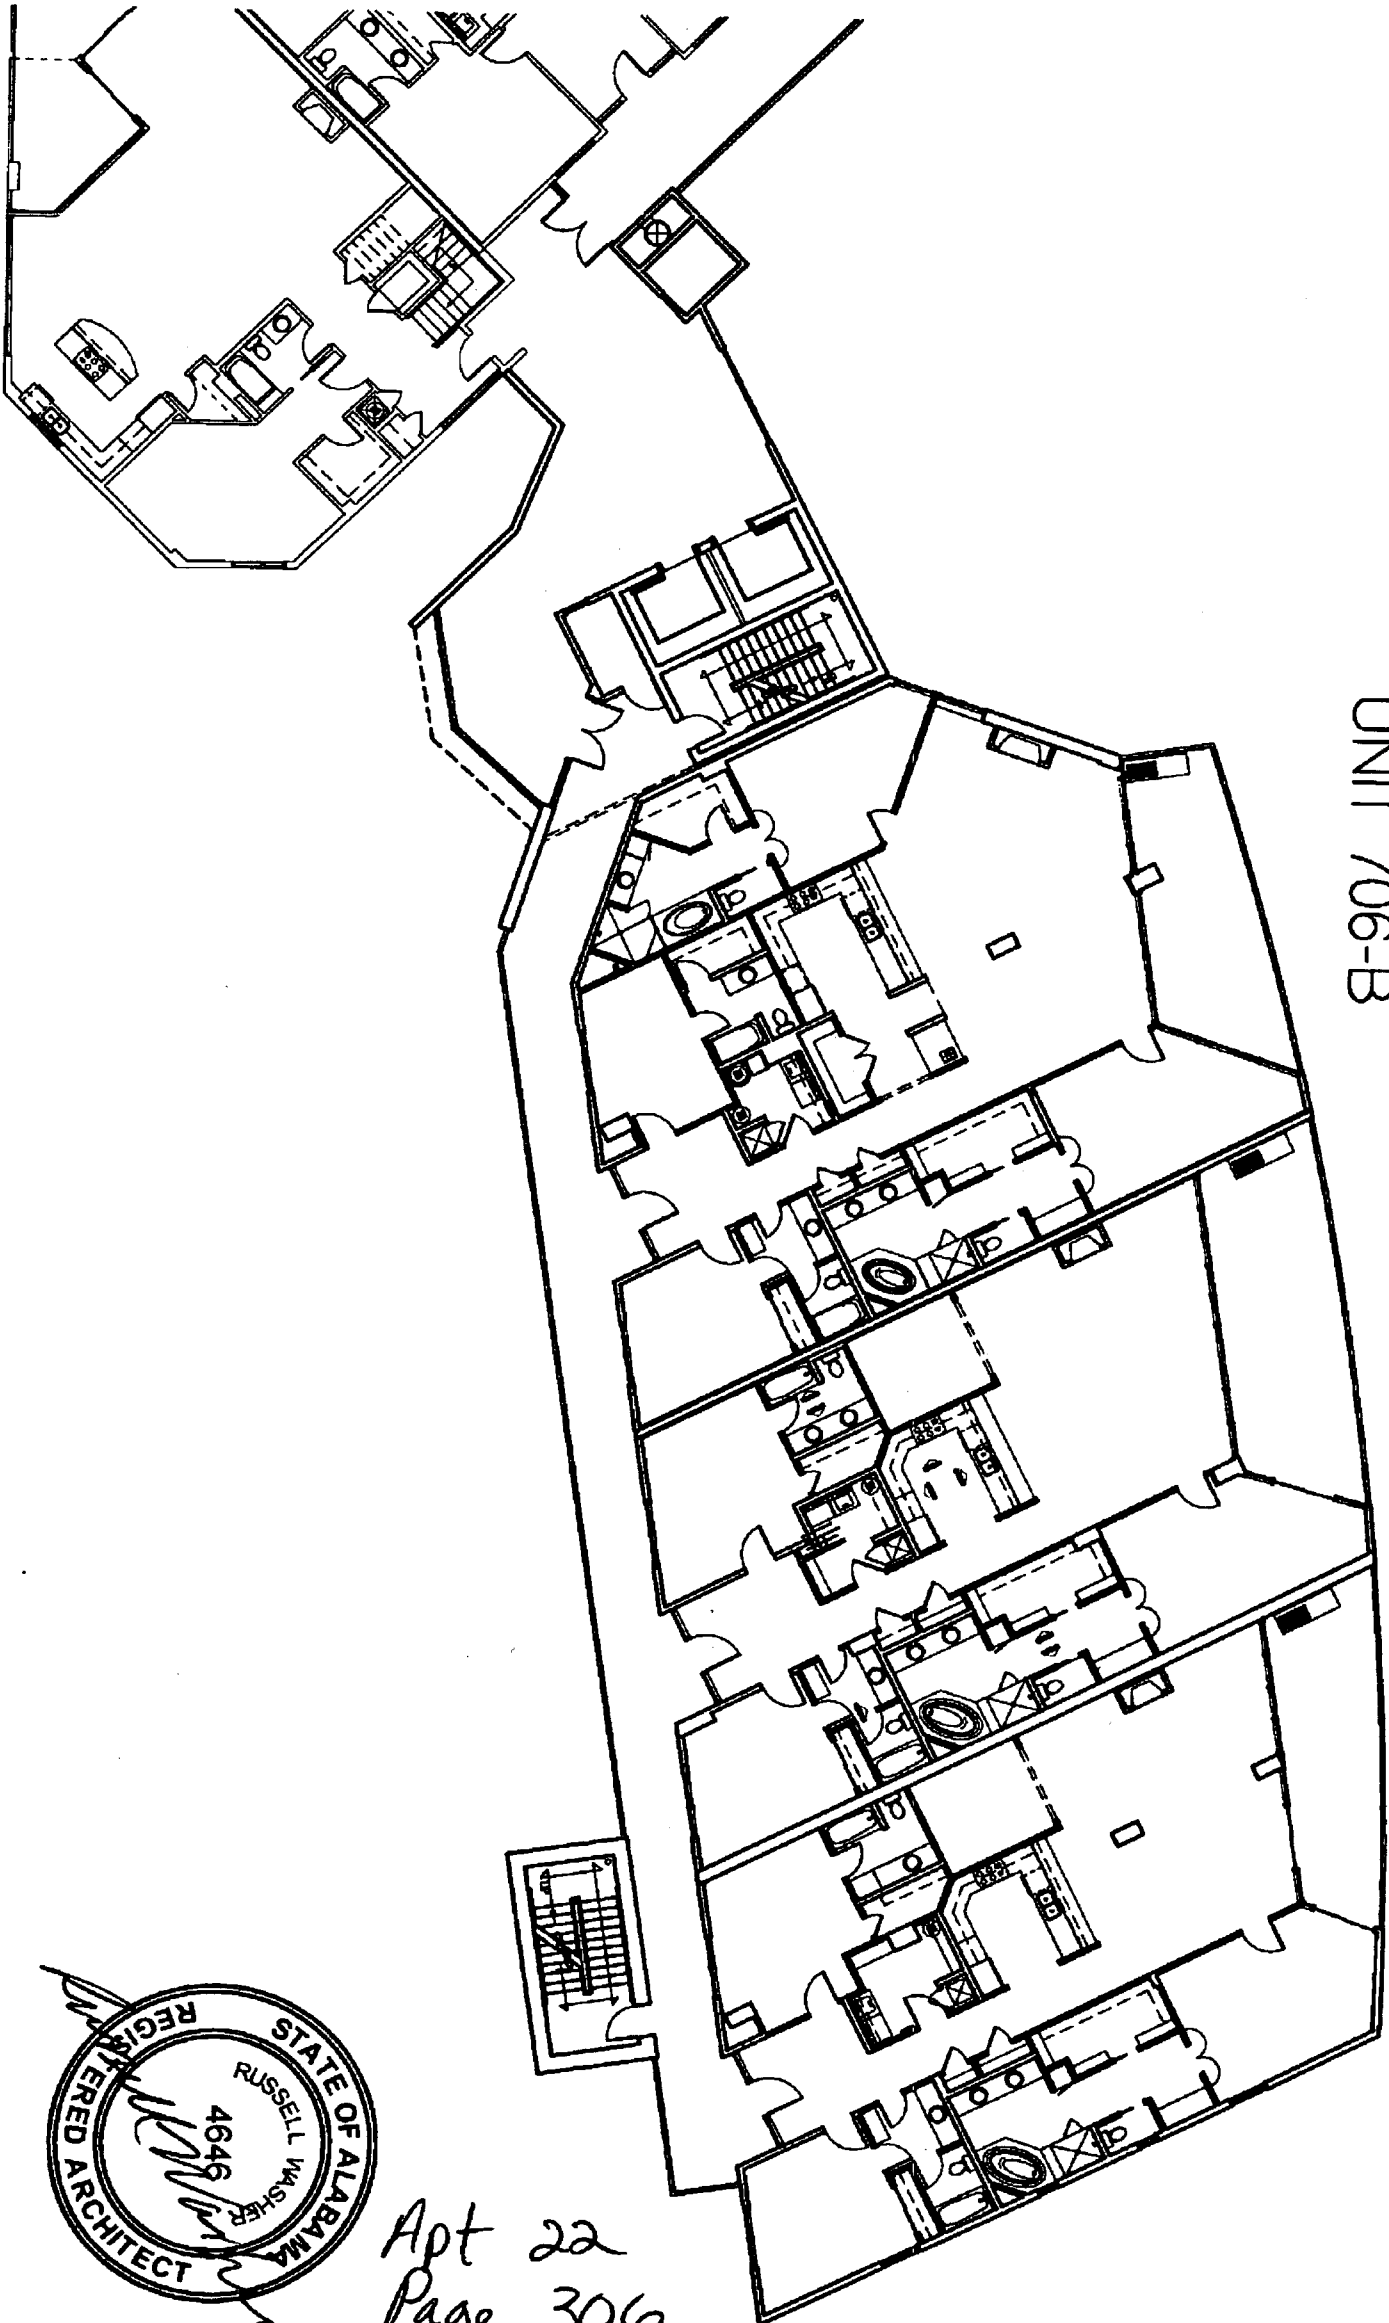 UNIT 706-B
STATE OF ALABAMA
RUSSELL WASHER
4646
REGISTERED ARCHITECT
Apt 22
Page 306